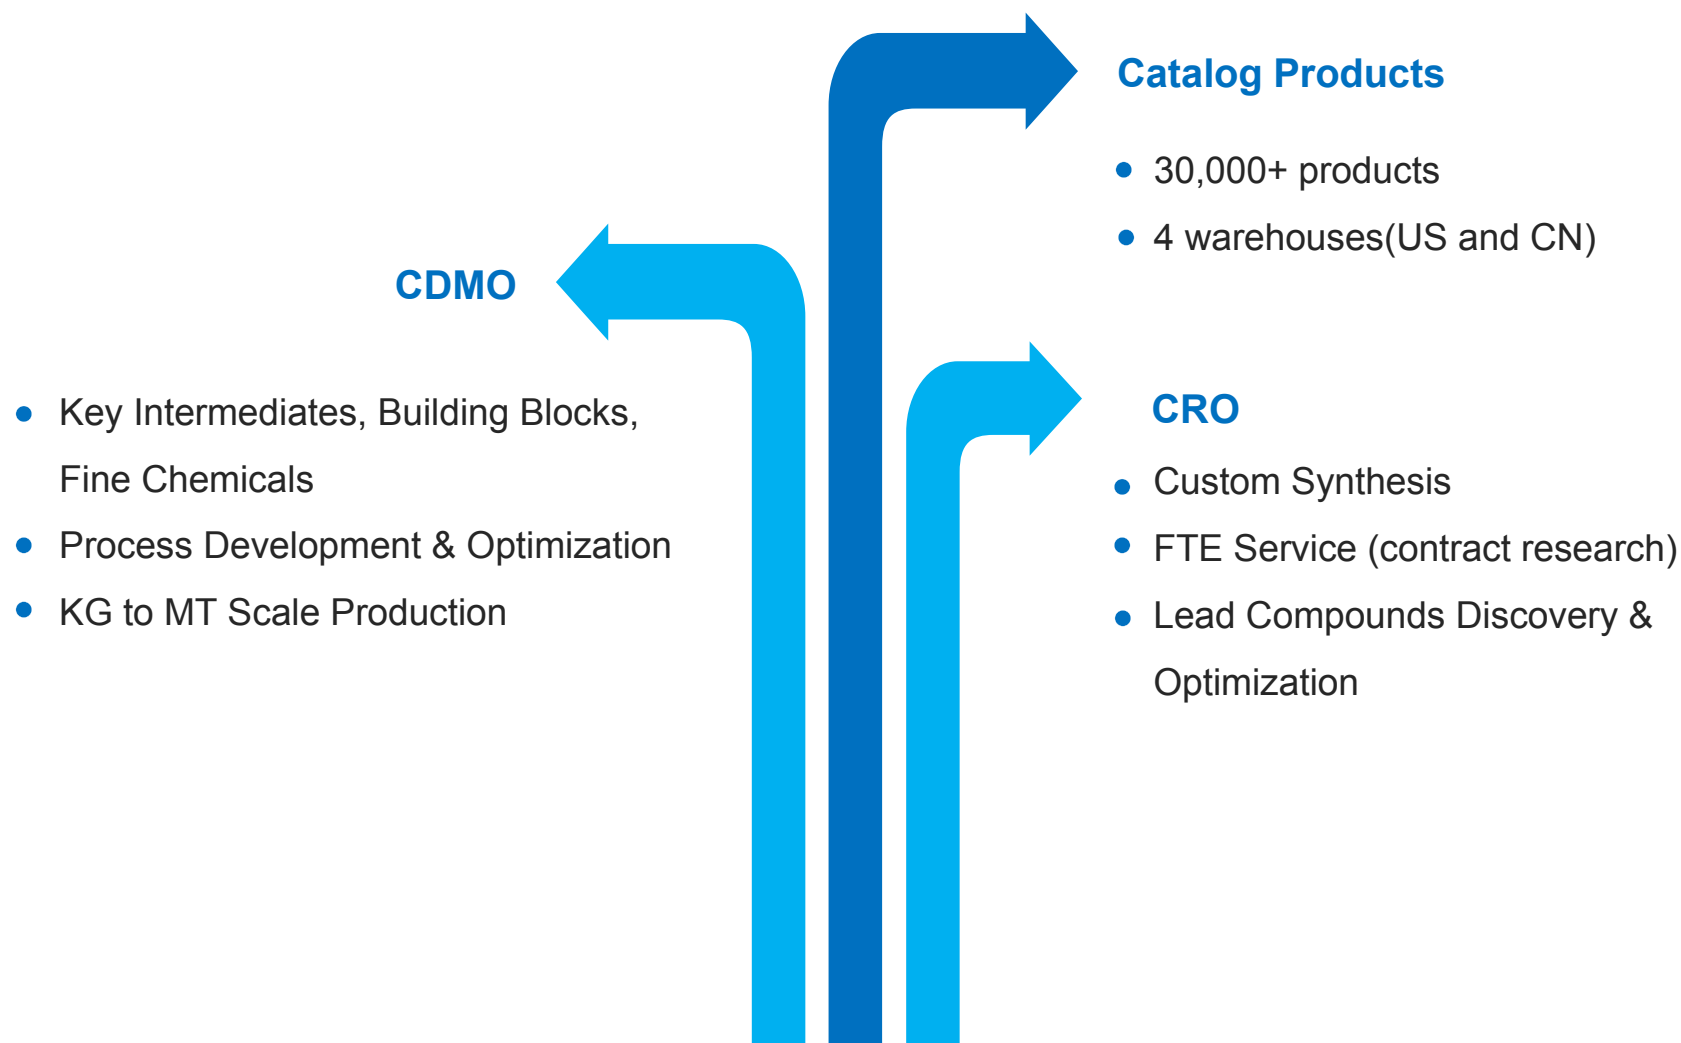 Catalog Products
30,000+ products
4 warehouses(US and CN)
CDMO
Key Intermediates, Building Blocks,
Fine Chemicals
Process Development & Optimization
KG to MT Scale Production
CRO
Custom Synthesis
FTE Service (contract research)
Lead Compounds Discovery &
Optimization